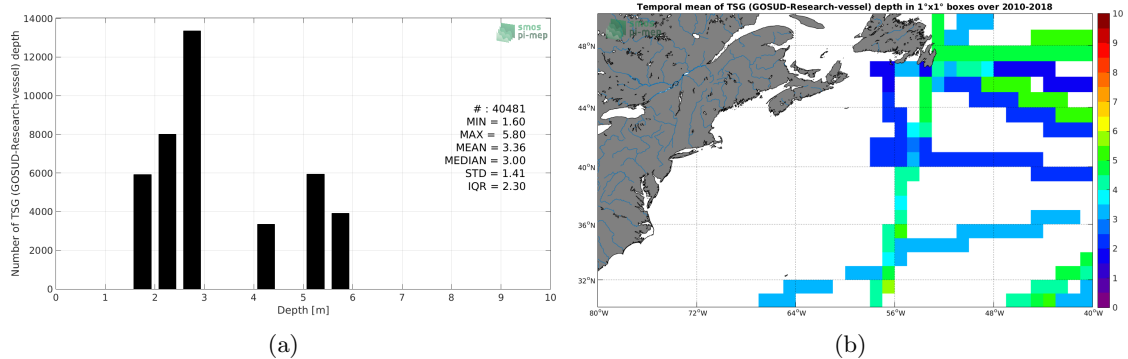 Temporal mean of TSG (GOSUD-Research-vessel) depth in 1°x1° boxes over 2010-2018
Number of TSG (GOSUD-Research-vessel) depth
14000
12000
10000
8000
6000
4000
2000
0
smos
pi-mep
# : 40481
MIN = 1.60
MAX = 5.80
MEAN = 3.36
MEDIAN = 3.00
STD = 1.41
IQR = 2.30
0 1 2 3 4 5 6 7 8 9 10
Depth [m]
smos
pi-mep
48°N
44°N
40°N
36°N
32°N
80°W 72°W 64°W 56°W 48°W 40°W
10
9
8
7
6
5
4
3
2
1
0
(a)
(b)